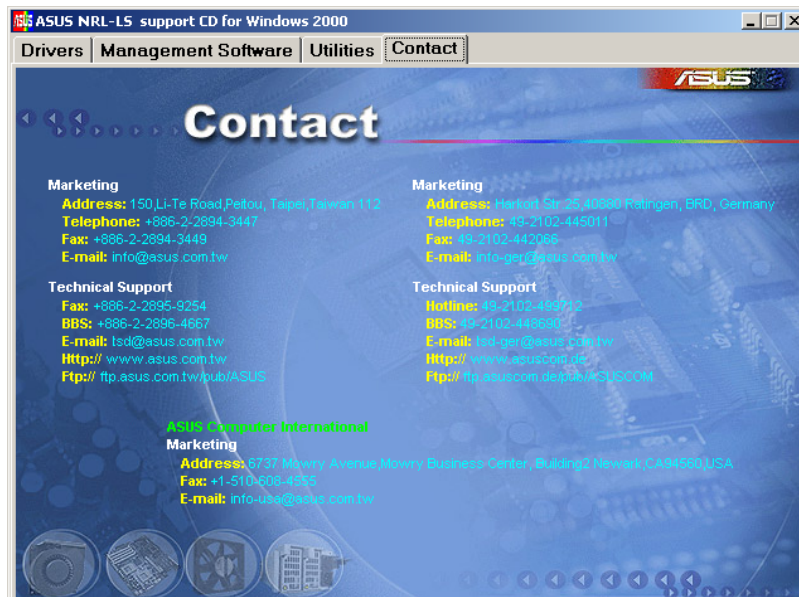 ASUS NRL-LS support CD for Windows 2000
Drivers Management Software Utilities Contact
ASUS
Contact
Marketing
Address: 150,Li-Te Road,Peitou, Taipei,Taiwan 112
Telephone: +886-2-2894-3447
Fax: +886-2-2894-3449
E-mail: info@asus.com.tw
Technical Support
Fax: +886-2-2895-9254
BBS: +886-2-2896-4667
E-mail: tsd@asus.com.tw
Http:// www.asus.com.tw
Ftp:// ftp.asus.com.tw/pub/ASUS
Marketing
Address: Harkort Str 25,40880 Ratingen, BRD, Germany
Telephone: 49-2102-445011
Fax: 49-2102-442066
E-mail: info-ger@asus.com.tw
Technical Support
Hotline: 49-2102-499712
BBS: 49-2102-448690
E-mail: tsd-ger@asus.com.tw
Http:// www.asuscom.de
Ftp:// ftp.asuscom.de/pub/ASUSCOM
ASUS Computer International
Marketing
Address: 6737 Mowry Avenue,Mowry Business Center, Building2 Newark,CA94560,USA
Fax: +1-510-608-4555
E-mail: info-usa@asus.com.tw